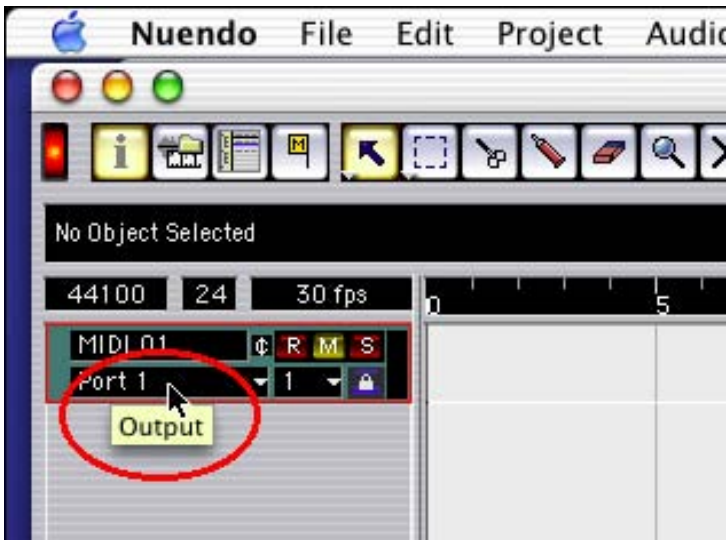 Nuendo File Edit Project Audio
i M
No Object Selected
44100 24 30 fps
0 5
MIDI 01 ¢ R M S
Port 1 1
Output